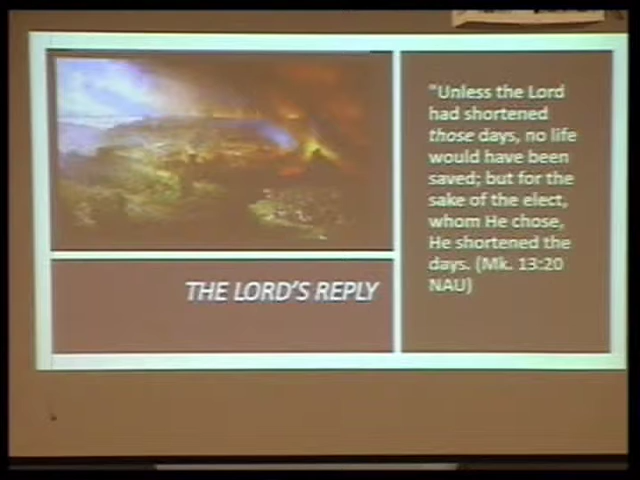 "Unless the Lord
had shortened
those days, no life
would have been
saved; but for the
sake of the elect,
whom He chose,
He shortened the
days. (Mk. 13:20
NAU)
THE LORD'S REPLY